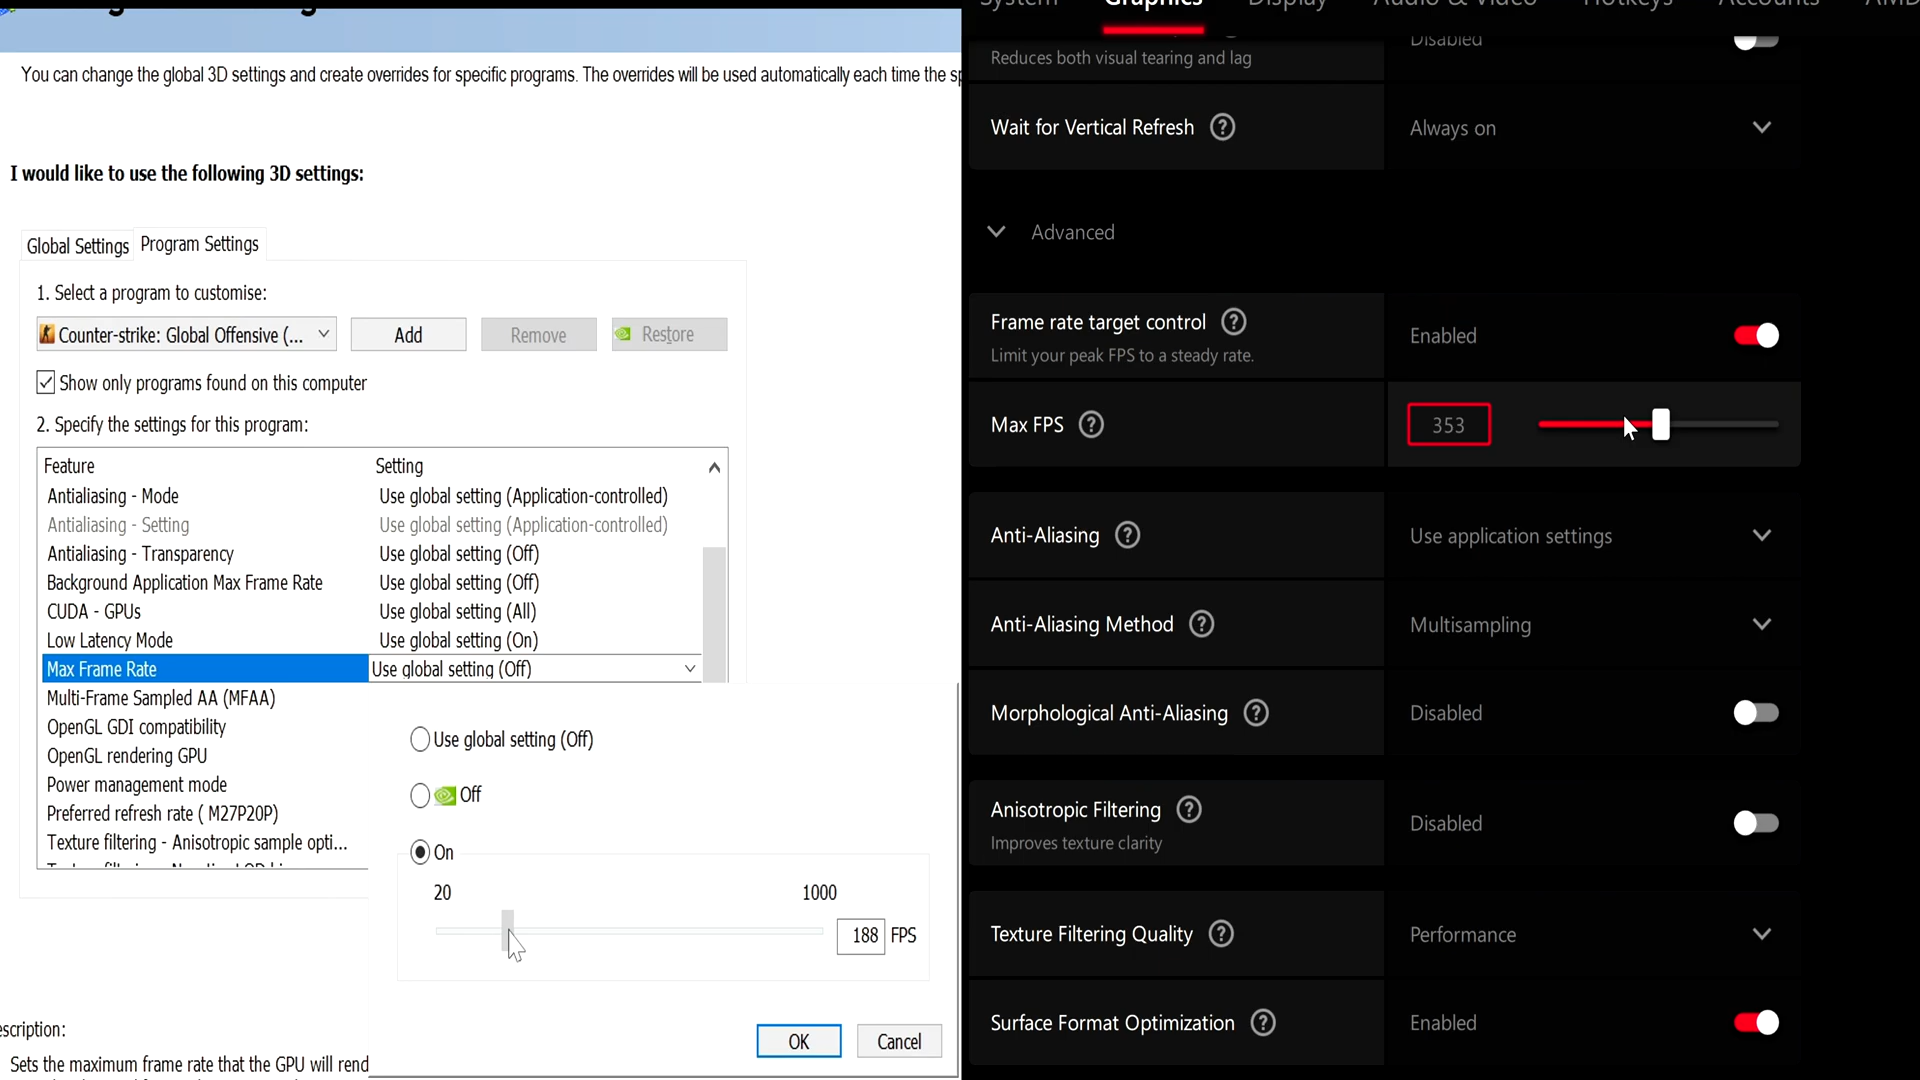 You can change the global 3D settings and create overrides for specific programs. The overrides will be used automatically each time the sp
I would like to use the following 3D settings:
Global Settings
Program Settings
1. Select a program to customise:
Counter-strike: Global Offensive (...
Add
Remove
Restore
Show only programs found on this computer
2. Specify the settings for this program:
Feature
Setting
Antialiasing - Mode
Use global setting (Application-controlled)
Antialiasing - Setting
Use global setting (Application-controlled)
Antialiasing - Transparency
Use global setting (Off)
Background Application Max Frame Rate
Use global setting (Off)
CUDA - GPUs
Use global setting (All)
Low Latency Mode
Use global setting (On)
Max Frame Rate
Use global setting (Off)
Multi-Frame Sampled AA (MFAA)
OpenGL GDI compatibility
OpenGL rendering GPU
Power management mode
Preferred refresh rate ( M27P20P)
Texture filtering - Anisotropic sample opti...
Use global setting (Off)
Off
On
20
1000
188 FPS
OK
Cancel
escription:
Sets the maximum frame rate that the GPU will rend
System
Graphics
Display
Audio & Video
Hotkeys
Accounts
AMD
Reduces both visual tearing and lag
Disabled
Wait for Vertical Refresh
Always on
Advanced
Frame rate target control
Limit your peak FPS to a steady rate.
Enabled
Max FPS
353
Anti-Aliasing
Use application settings
Anti-Aliasing Method
Multisampling
Morphological Anti-Aliasing
Disabled
Anisotropic Filtering
Improves texture clarity
Disabled
Texture Filtering Quality
Performance
Surface Format Optimization
Enabled